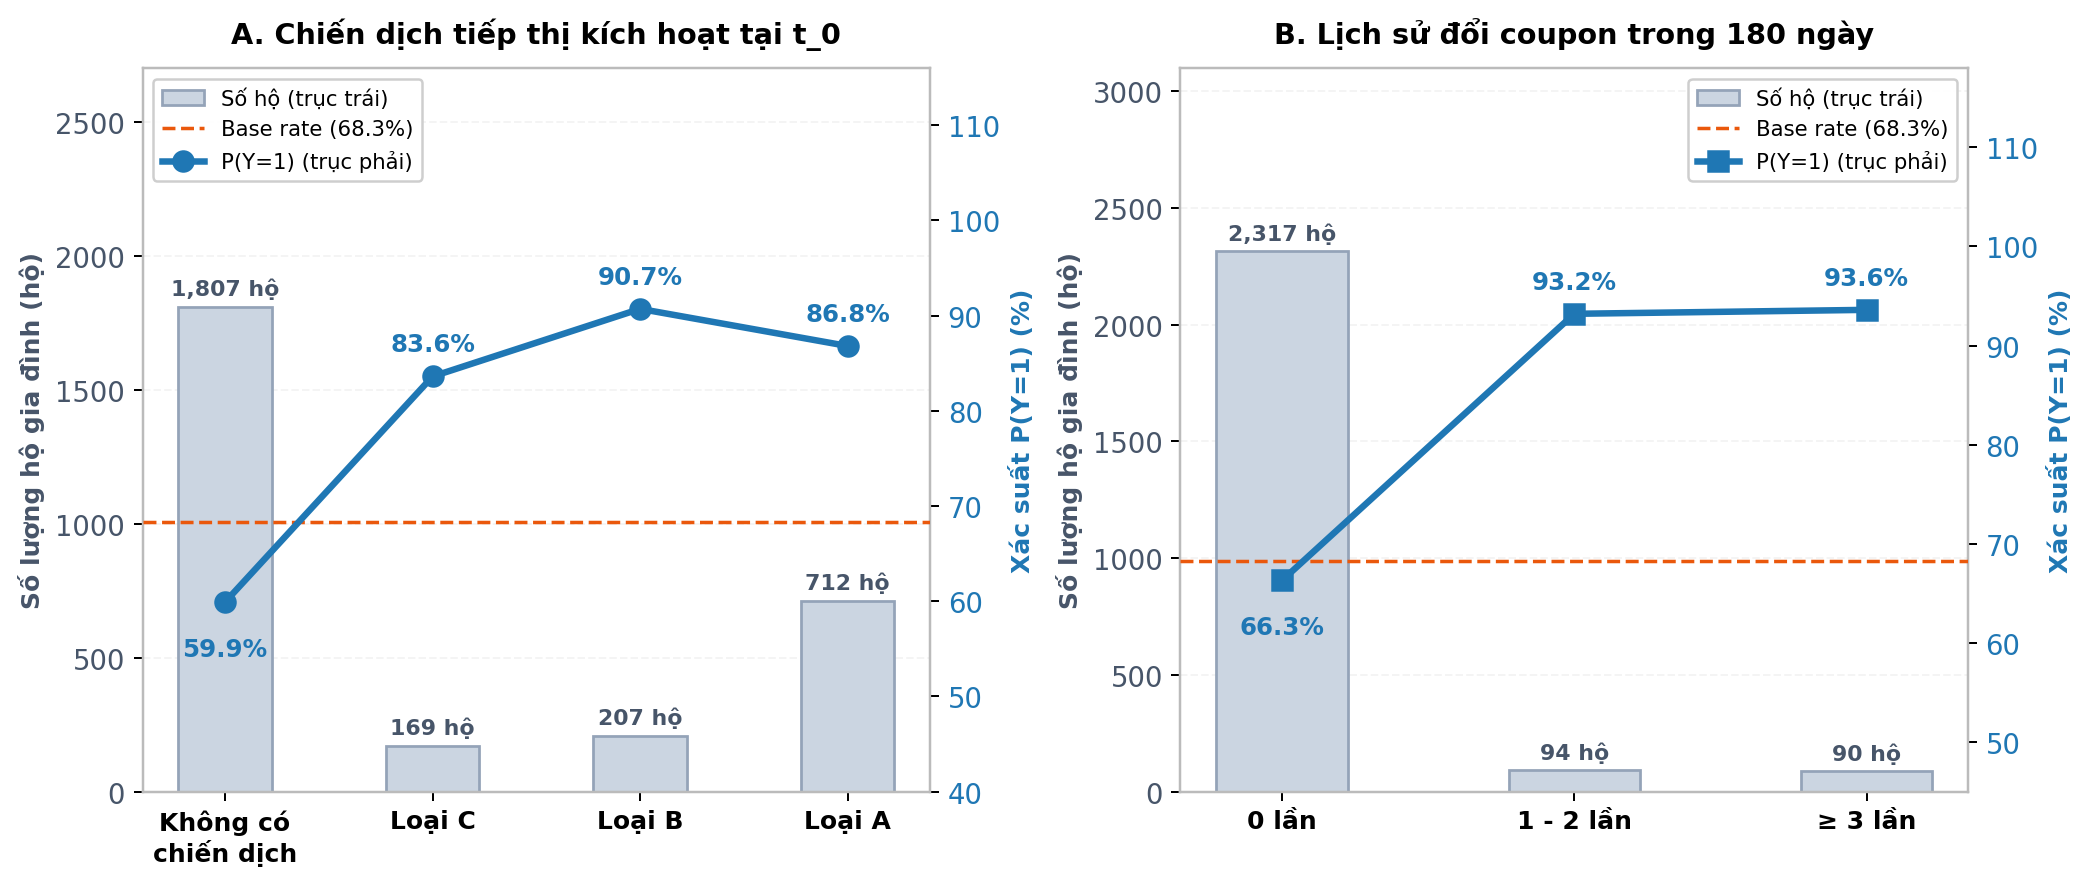 A. Chiến dịch tiếp thị kích hoạt tại t_0
Số hộ (trục trái)
Base rate (68.3%)
P(Y=1) (trục phải)
Số lượng hộ gia đình (hộ)
2500
2000
1500
1000
500
0
1,807 hộ
169 hộ
207 hộ
712 hộ
59.9%
83.6%
90.7%
86.8%
110
100
90
80
70
60
50
40
Xác suất P(Y=1) (%)
Không có
chiến dịch
Loại C
Loại B
Loại A
B. Lịch sử đổi coupon trong 180 ngày
Số hộ (trục trái)
Base rate (68.3%)
P(Y=1) (trục phải)
Số lượng hộ gia đình (hộ)
3000
2500
2000
1500
1000
500
0
2,317 hộ
94 hộ
90 hộ
66.3%
93.2%
93.6%
110
100
90
80
70
60
50
Xác suất P(Y=1) (%)
0 lần
1 - 2 lần
≥ 3 lần